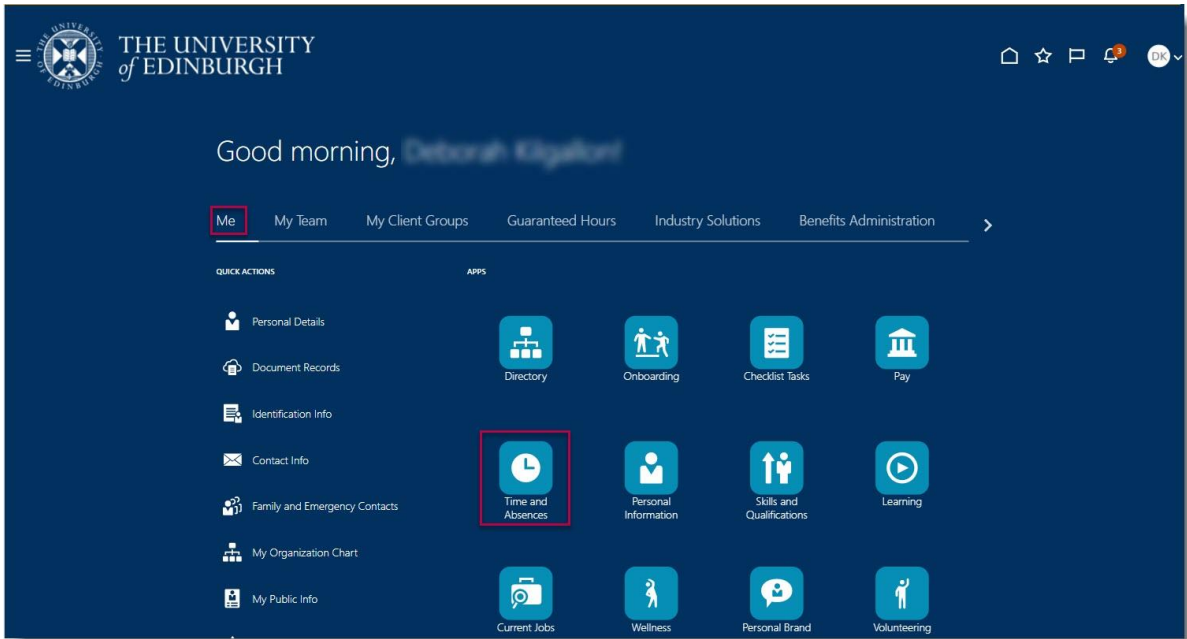 THE UNIVERSITY
of EDINBURGH
3
DK
Good morning,
Me
My Team
My Client Groups
Guaranteed Hours
Industry Solutions
Benefits Administration
QUICK ACTIONS
APPS
Personal Details
Document Records
Identification Info
Contact Info
Family and Emergency Contacts
My Organization Chart
My Public Info
Directory
Onboarding
Checklist Tasks
Pay
Time and
Absences
Personal
Information
Skills and
Qualifications
Learning
Current Jobs
Wellness
Personal Brand
Volunteering